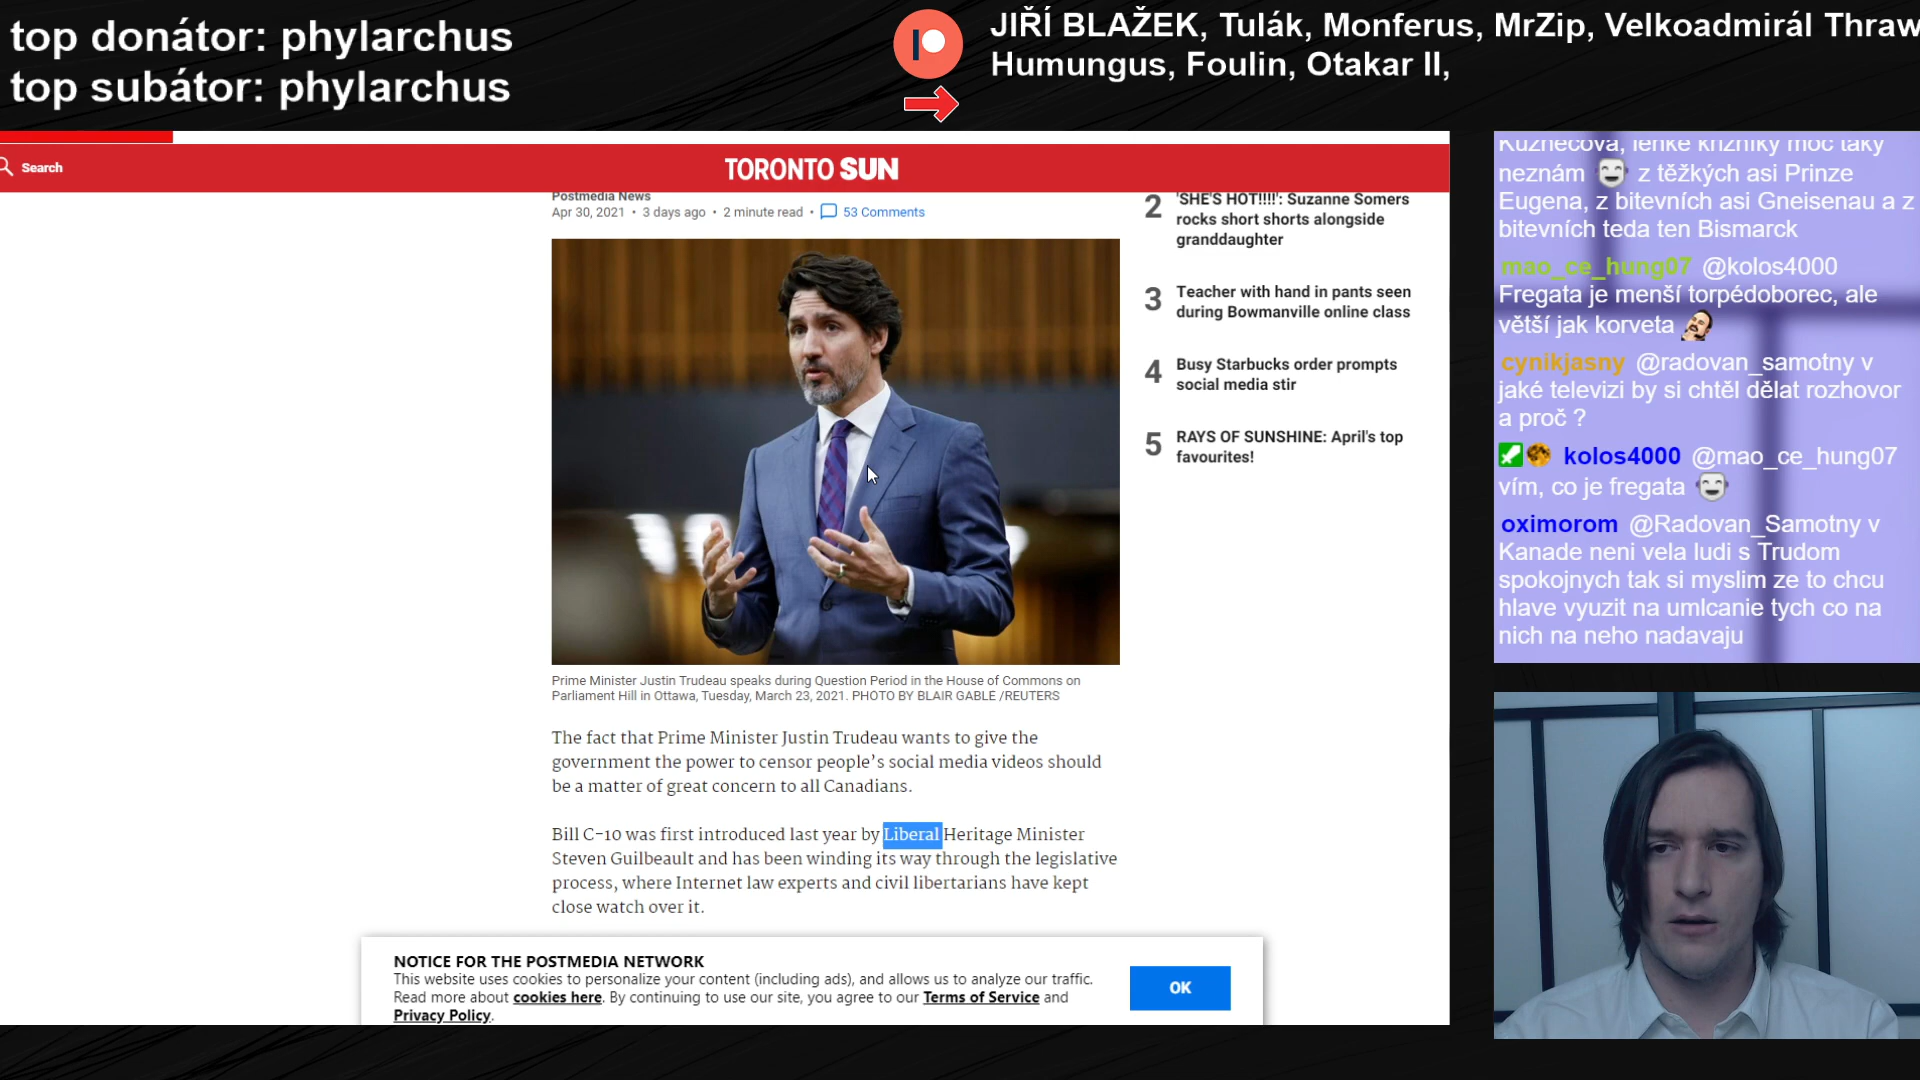 top donátor: phylarchus
top subátor: phylarchus
JIŘÍ BLAŽEK, Tulák, Monferus, MrZip, Velkoadmirál Thraw
Humungus, Foulin, Otakar II,
Search
TORONTO SUN
Postmedia News
Apr 30, 2021 • 3 days ago • 2 minute read • 53 Comments
Prime Minister Justin Trudeau speaks during Question Period in the House of Commons on
Parliament Hill in Ottawa, Tuesday, March 23, 2021. PHOTO BY BLAIR GABLE /REUTERS
The fact that Prime Minister Justin Trudeau wants to give the
government the power to censor people’s social media videos should
be a matter of great concern to all Canadians.
Bill C-10 was first introduced last year by Liberal Heritage Minister
Steven Guilbeault and has been winding its way through the legislative
process, where Internet law experts and civil libertarians have kept
close watch over it.
2 'SHE'S HOT!!!!': Suzanne Somers
rocks short shorts alongside
granddaughter
3 Teacher with hand in pants seen
during Bowmanville online class
4 Busy Starbucks order prompts
social media stir
5 RAYS OF SUNSHINE: April's top
favourites!
NOTICE FOR THE POSTMEDIA NETWORK
This website uses cookies to personalize your content (including ads), and allows us to analyze our traffic.
Read more about cookies here. By continuing to use our site, you agree to our Terms of Service and
Privacy Policy.
OK
Kuzněcova, lehké křižníky moc taky
neznám z těžkých asi Prinze
Eugena, z bitevních asi Gneisenau a z
bitevních teda ten Bismarck
mao_ce_hung07 @kolos4000
Fregata je menší torpédoborec, ale
větší jak korveta
cynikjasny @radovan_samotny v
jaké televizi by si chtěl dělat rozhovor
a proč ?
kolos4000 @mao_ce_hung07
vím, co je fregata
oximorom @Radovan_Samotny v
Kanade neni vela ludi s Trudom
spokojnych tak si myslim ze to chcu
hlave vyuzit na umlcanie tych co na
nich na neho nadavaju